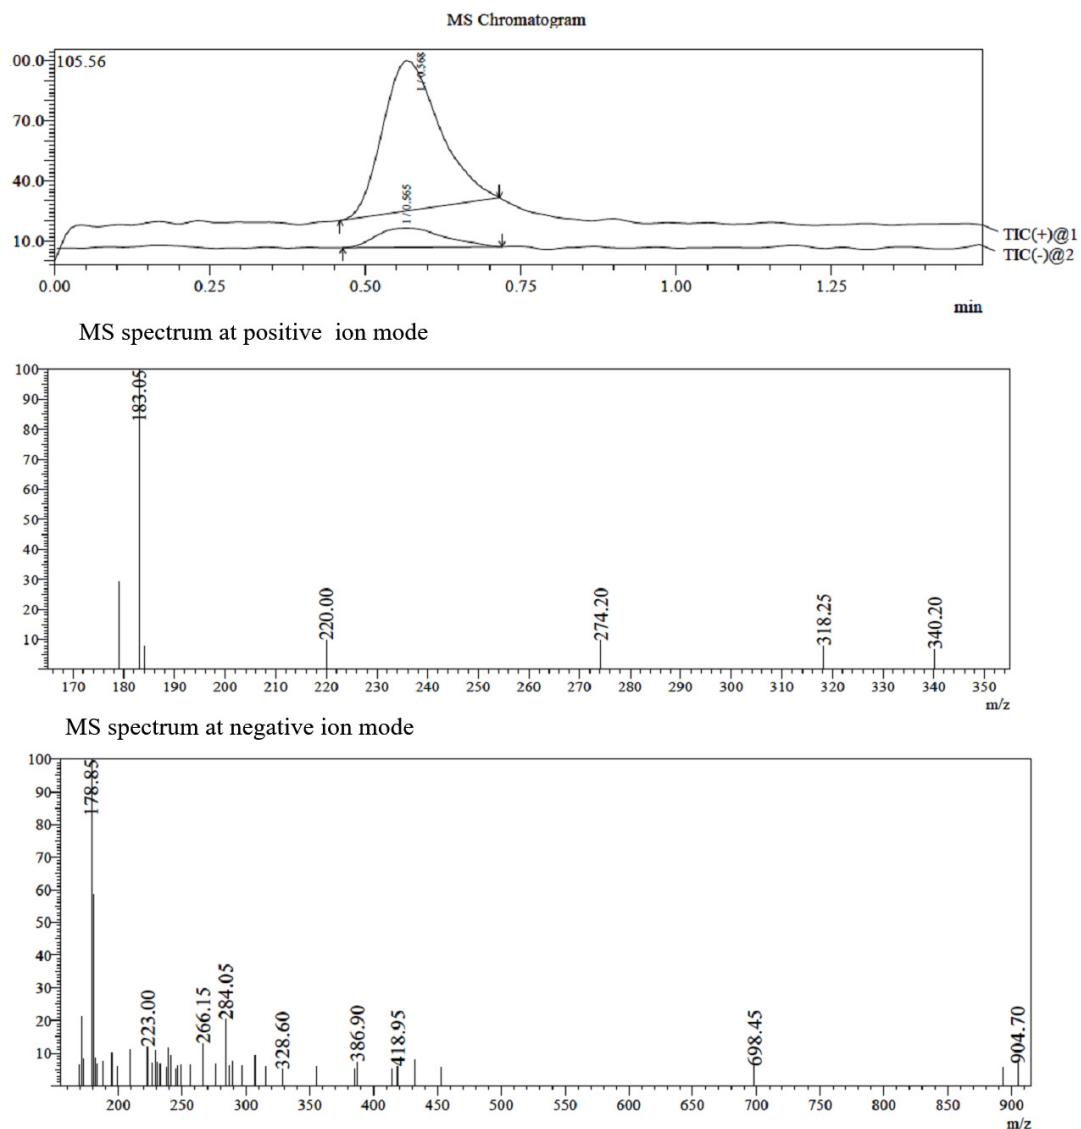 MS Chromatogram
00.0 105.56
1 / 0.568
70.0
40.0
1 / 0.565
10.0
TIC(+)@1
TIC(-)@2
0.00 0.25 0.50 0.75 1.00 1.25
min
MS spectrum at positive ion mode
100
90
80
70
60
50
40
30
20
10
183.05
220.00
274.20
318.25
340.20
170 180 190 200 210 220 230 240 250 260 270 280 290 300 310 320 330 340 350
m/z
MS spectrum at negative ion mode
100
90
80
70
60
50
40
30
20
10
178.85
223.00
266.15
284.05
328.60
386.90
418.95
698.45
904.70
200 250 300 350 400 450 500 550 600 650 700 750 800 850 900
m/z